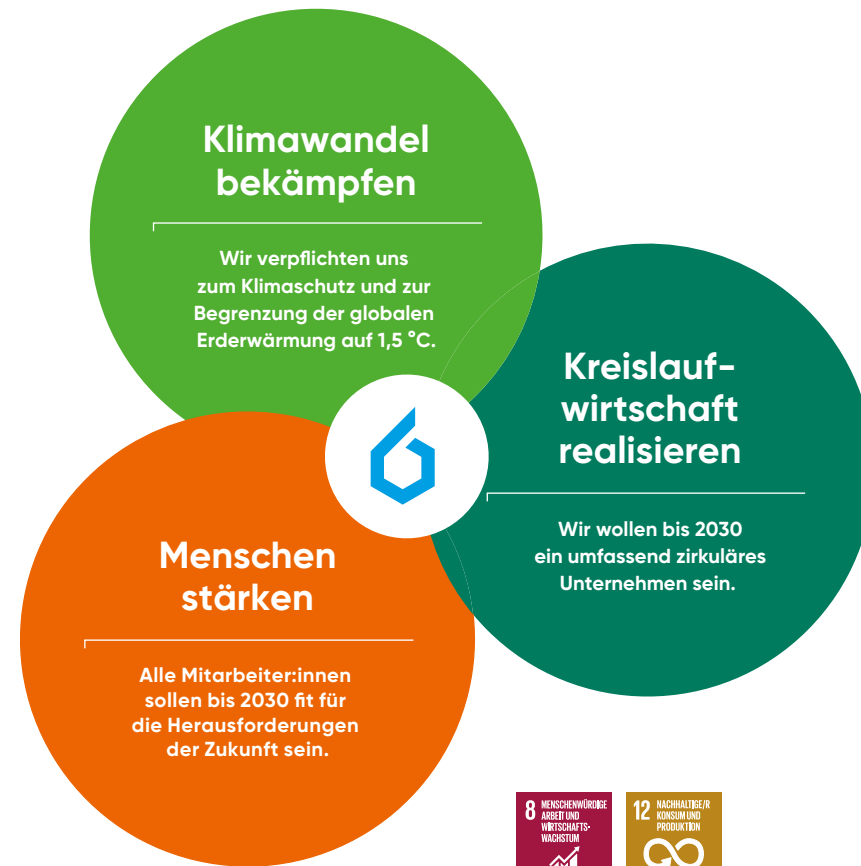 Klimawandel
bekämpfen
Wir verpflichten uns
zum Klimaschutz und zur
Begrenzung der globalen
Erderwärmung auf 1,5 °C.
Kreislauf-
wirtschaft
realisieren
Wir wollen bis 2030
ein umfassend zirkuläres
Unternehmen sein.
Menschen
stärken
Alle Mitarbeiter:innen
sollen bis 2030 fit für
die Herausforderungen
der Zukunft sein.
8 MENSCHENWÜRDIGE
ARBEIT UND
WIRTSCHAFTS-
WACHSTUM
12 NACHHALTIGE/R
KONSUM UND
PRODUKTION